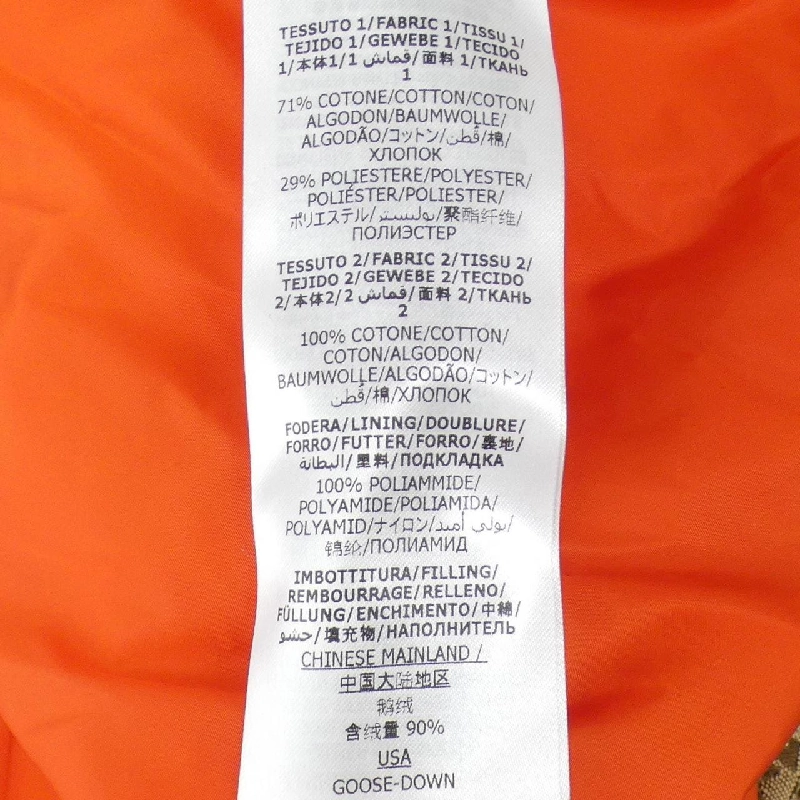 TESSUTO 1/FABRIC 1/TISSU 1/
TEJIDO 1/GEWEBE 1/TECIDO
1/本体1/1 قماش/面料 1/ТКАНЬ
1
71% COTONE/COTTON/COTON/
ALGODON/BAUMWOLLE/
ALGODÃO/コットン/قُطن/棉/
ХЛОПОК
29% POLIESTERE/POLYESTER/
POLIÉSTER/POLIESTER/
ポリエステル/بوليستر/聚酯纤维/
ПОЛИЭСТЕР
TESSUTO 2/FABRIC 2/TISSU 2/
TEJIDO 2/GEWEBE 2/TECIDO
2/本体2/2 قماش/面料 2/ТКАНЬ
2
100% COTONE/COTTON/
COTON/ALGODON/
BAUMWOLLE/ALGODÃO/コットン/
قُطن/棉/ХЛОПОК
FODERA/LINING/DOUBLURE/
FORRO/FUTTER/FORRO/裏地/
البطانة/里料/ПОДКЛАДКА
100% POLIAMMIDE/
POLYAMIDE/POLIAMIDA/
POLYAMID/ナイロン/بولي أميد/
锦纶/ПОЛИАМИД
IMBOTTITURA/FILLING/
REMBOURRAGE/RELLENO/
FÜLLUNG/ENCHIMENTO/中綿/
حشو/填充物/НАПОЛНИТЕЛЬ
CHINESE MAINLAND /
中国大陆地区
鹅绒
含绒量 90%
USA
GOOSE-DOWN